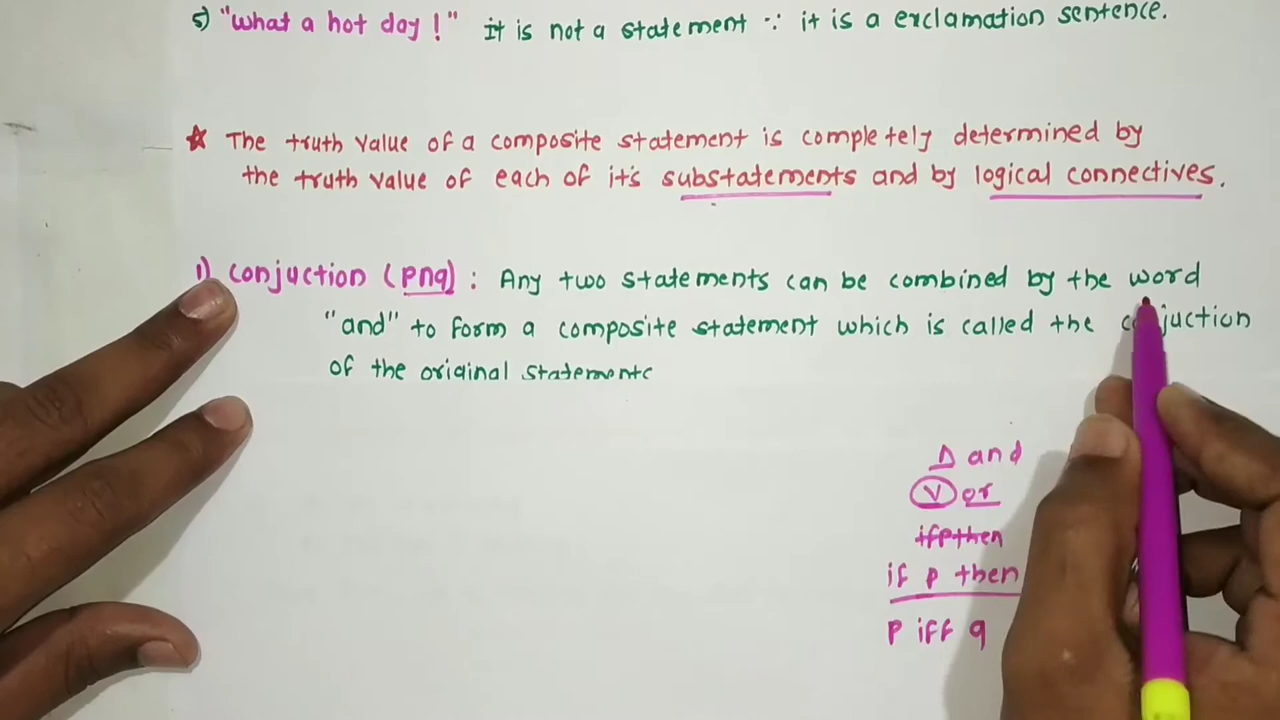 5) "What a hot day!" It is not a statement ∵ it is a exclamation sentence.
☆ The truth value of a composite statement is completely determined by
the truth value of each of it's substatements and by logical connectives.
1) Conjuction (p∩q) : Any two statements can be combined by the word
"and" to form a composite statement which is called the conjuction
of the original statements
Δ and
V or
if p then
if p then
P iff q